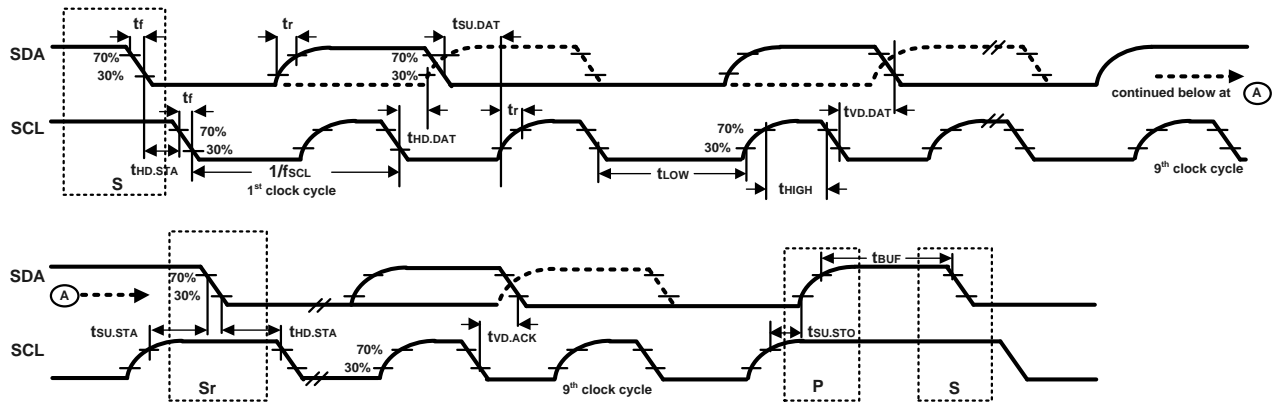 tf
tr
tSU.DAT
SDA
70%
30%
70%
30%
continued below at A
tf
tHD.DAT
tr
tVD.DAT
SCL
70%
30%
70%
30%
tHD.STA
1/fSCL
tLOW
tHIGH
S
1st clock cycle
9th clock cycle
tBUF
SDA
70%
30%
A
tSU.STA
tHD.STA
tVD.ACK
tSU.STO
SCL
70%
30%
Sr
9th clock cycle
P
S